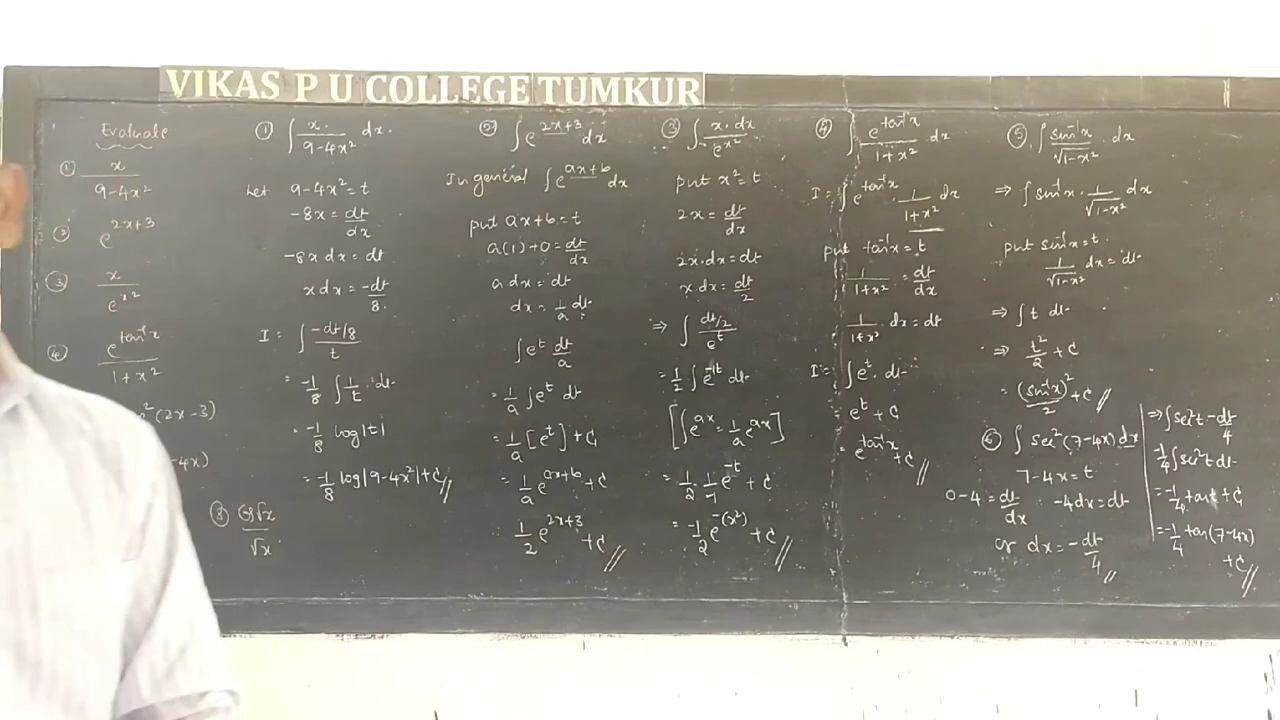 VIKAS P U COLLEGE TUMKUR
Evaluate
① x / (9-4x²)
② e^(2x+3)
③ x / e^(x²)
④ e^(tan⁻¹x) / (1+x²)
²(2x-3)
-4x)
⑧ cos√x / √x
① ∫ x / (9-4x²) dx.
Let 9-4x² = t
-8x = dt/dx
-8x dx = dt
x dx = -dt/8
I = ∫ (-dt/8) / t
= -1/8 ∫ 1/t dt
= -1/8 log|t|
= -1/8 log|9-4x²|+C //
② ∫ e^(2x+3) dx
In general ∫ e^(ax+b) dx
put ax+b = t
a(1)+0 = dt/dx
a dx = dt
dx = 1/a dt
∫ e^t dt/a
= 1/a ∫ e^t dt
= 1/a [e^t] + C
= 1/a e^(ax+b) + C
1/2 e^(2x+3) + C //
③ ∫ x.dx / e^(x²)
put x² = t
2x = dt/dx
2x.dx = dt
x dx = dt/2
⇒ ∫ (dt/2) / e^t
= 1/2 ∫ e^(-1t) dt
[∫ e^(ax) = 1/a e^(ax)]
= 1/2 . 1/-1 e^(-t) + C
= -1/2 e^(-(x²)) + C //
④ ∫ e^(tan⁻¹x) / (1+x²) dx
I = ∫ e^(tan⁻¹x) . 1/(1+x²) dx
put tan⁻¹x = t
1/(1+x²) = dt/dx
1/(1+x²) dx = dt
I = ∫ e^t . dt
= e^t + C
= e^(tan⁻¹x) + C //
⑤ ∫ sin⁻¹x / √(1-x²) dx
⇒ ∫ sin⁻¹x . 1/√(1-x²) dx
put sin⁻¹x = t.
1/√(1-x²) dx = dt
⇒ ∫ t dt
⇒ t²/2 + C
= (sin⁻¹x)²/2 + C //
⑥ ∫ sec²(7-4x) dx
7-4x = t
0-4 = dt/dx -4dx = dt
or dx = -dt/4 //
⇒ ∫ sec²t -dt/4
-1/4 ∫ sec²t dt
= -1/4 tan t + C
= -1/4 tan(7-4x)
+C //